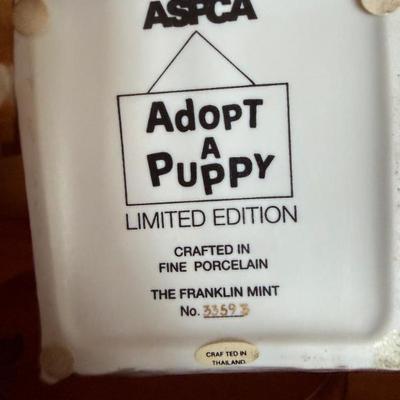 ASPCA
AdOPT
A
PUPPY
LIMITED EDITION
CRAFTED IN
FINE PORCELAIN
THE FRANKLIN MINT
No. 33593
CRAFTED IN
THAILAND.